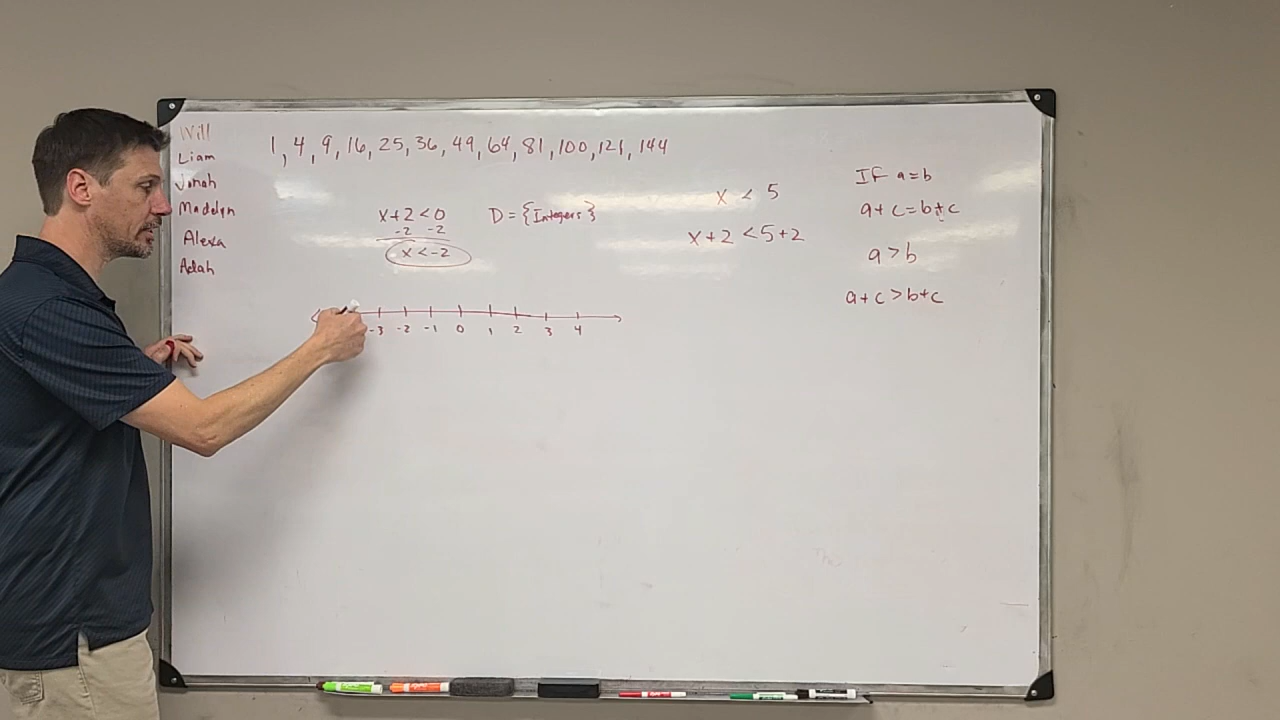 Will
Liam
Jonah
Madelyn
Alexa
Adah
1, 4, 9, 16, 25, 36, 49, 64, 81, 100, 121, 144
x+2<0
-2 -2
x<-2
D={Integers}
-3 -2 -1 0 1 2 3 4
x < 5
x+2 <5+2
If a=b
a+c=b+c
a>b
a+c>b+c